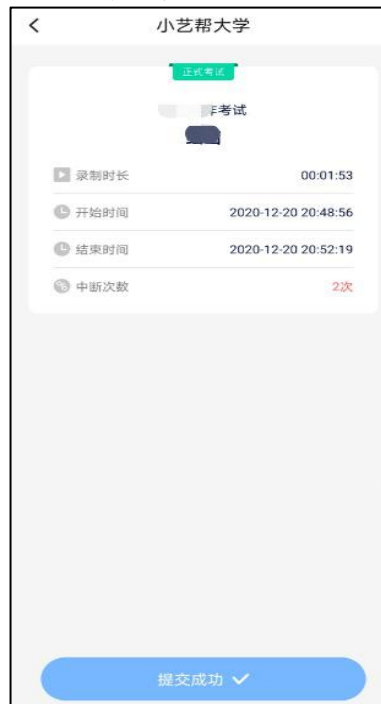 小艺帮大学
正式考试
考试
录制时长 00:01:53
开始时间 2020-12-20 20:48:56
结束时间 2020-12-20 20:52:19
中断次数 2次
提交成功